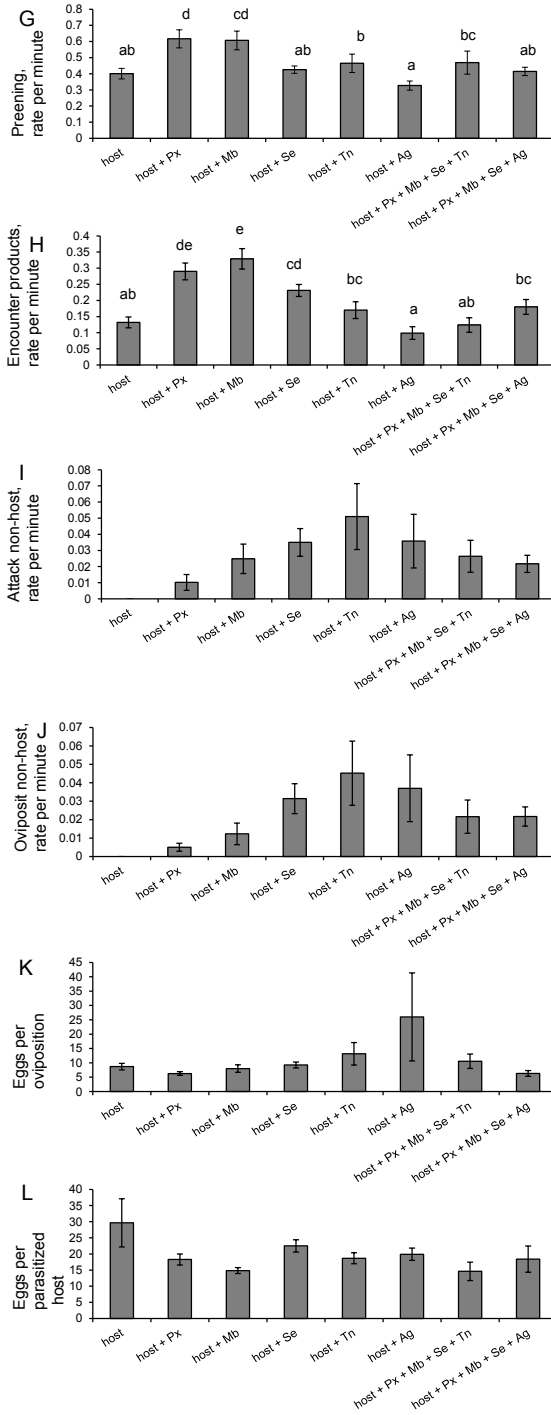 G
Preening,
rate per minute
0.8
0.7
0.6
0.5
0.4
0.3
0.2
0.1
0
ab
d
cd
ab
b
a
bc
ab
host
host + Px
host + Mb
host + Se
host + Tn
host + Ag
host + Px + Mb + Se + Tn
host + Px + Mb + Se + Ag
H
Encounter products,
rate per minute
0.4
0.35
0.3
0.25
0.2
0.15
0.1
0.05
0
ab
de
e
cd
bc
a
ab
bc
host
host + Px
host + Mb
host + Se
host + Tn
host + Ag
host + Px + Mb + Se + Tn
host + Px + Mb + Se + Ag
I
Attack non-host,
rate per minute
0.08
0.07
0.06
0.05
0.04
0.03
0.02
0.01
0
host
host + Px
host + Mb
host + Se
host + Tn
host + Ag
host + Px + Mb + Se + Tn
host + Px + Mb + Se + Ag
J
Oviposit non-host,
rate per minute
0.07
0.06
0.05
0.04
0.03
0.02
0.01
0
host
host + Px
host + Mb
host + Se
host + Tn
host + Ag
host + Px + Mb + Se + Tn
host + Px + Mb + Se + Ag
K
Eggs per
oviposition
45
40
35
30
25
20
15
10
5
0
host
host + Px
host + Mb
host + Se
host + Tn
host + Ag
host + Px + Mb + Se + Tn
host + Px + Mb + Se + Ag
L
Eggs per
parasitized
host
40
35
30
25
20
15
10
5
0
host
host + Px
host + Mb
host + Se
host + Tn
host + Ag
host + Px + Mb + Se + Tn
host + Px + Mb + Se + Ag